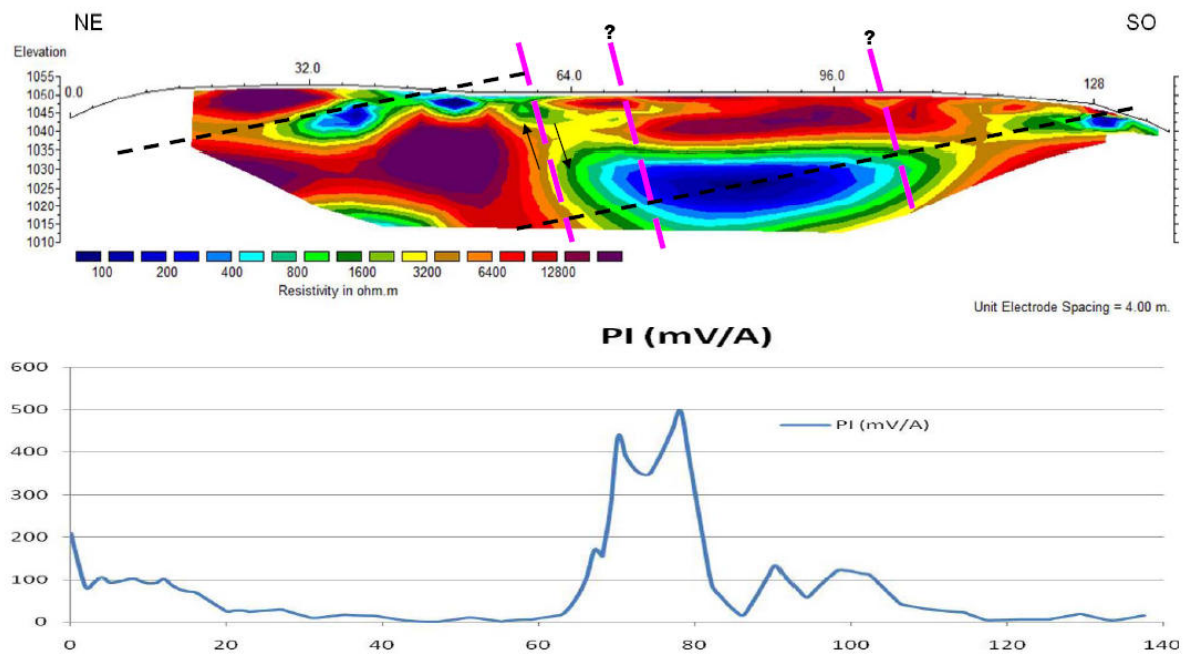 NE
SO
?
?
Elevation
0.0
32.0
64.0
96.0
128
1055
1050
1045
1040
1035
1030
1025
1020
1015
1010
100 200 400 800 1600 3200 6400 12800
Resistivity in ohm.m
Unit Electrode Spacing = 4.00 m.
PI (mV/A)
600
500
400
300
200
100
0
PI (mV/A)
0 20 40 60 80 100 120 140